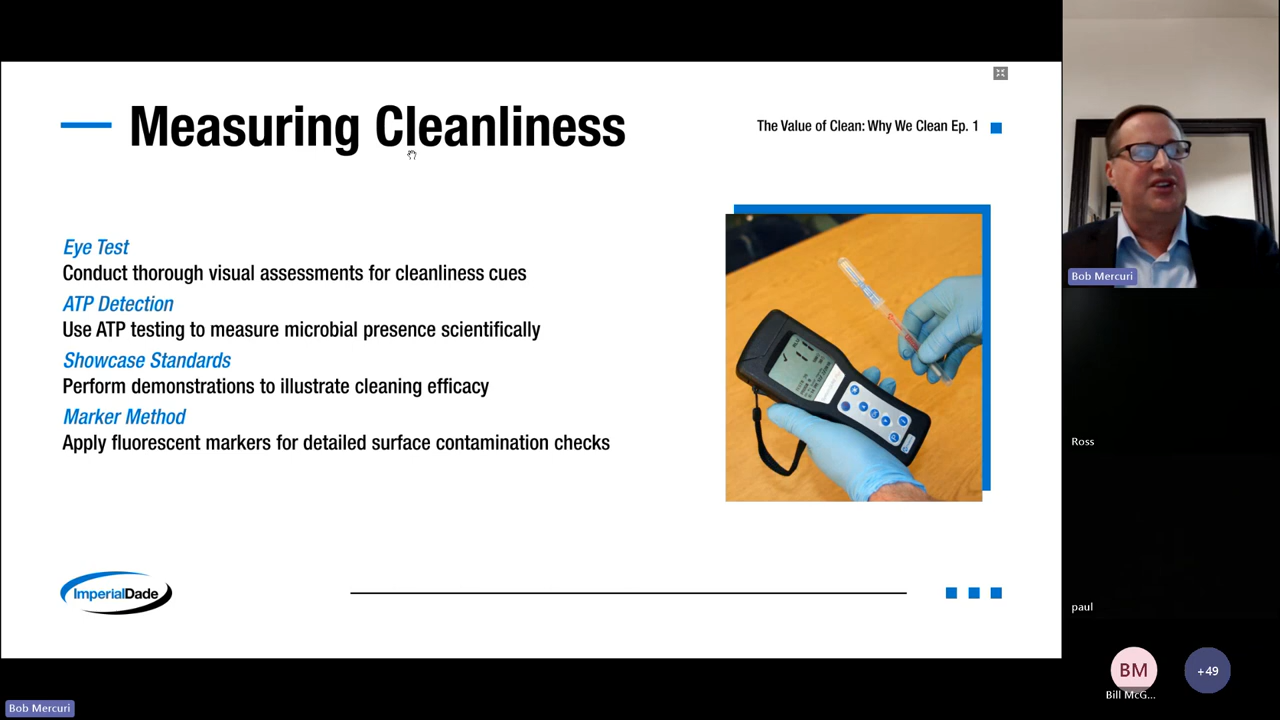 Measuring Cleanliness
The Value of Clean: Why We Clean Ep. 1
Eye Test
Conduct thorough visual assessments for cleanliness cues
ATP Detection
Use ATP testing to measure microbial presence scientifically
Showcase Standards
Perform demonstrations to illustrate cleaning efficacy
Marker Method
Apply fluorescent markers for detailed surface contamination checks
ImperialDade
Bob Mercuri
Ross
paul
BM
+49
Bill McG...
Bob Mercuri